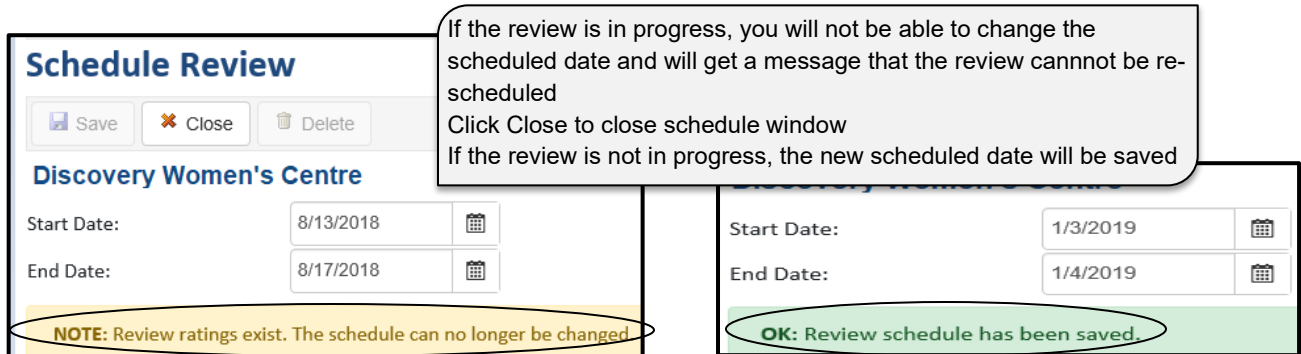 If the review is in progress, you will not be able to change the
scheduled date and will get a message that the review cannnot be re-
scheduled
Click Close to close schedule window
If the review is not in progress, the new scheduled date will be saved
Schedule Review
Save Close Delete
Discovery Women's Centre
Start Date: 8/13/2018
End Date: 8/17/2018
NOTE: Review ratings exist. The schedule can no longer be changed.
Discovery Women's Centre
Start Date: 1/3/2019
End Date: 1/4/2019
OK: Review schedule has been saved.